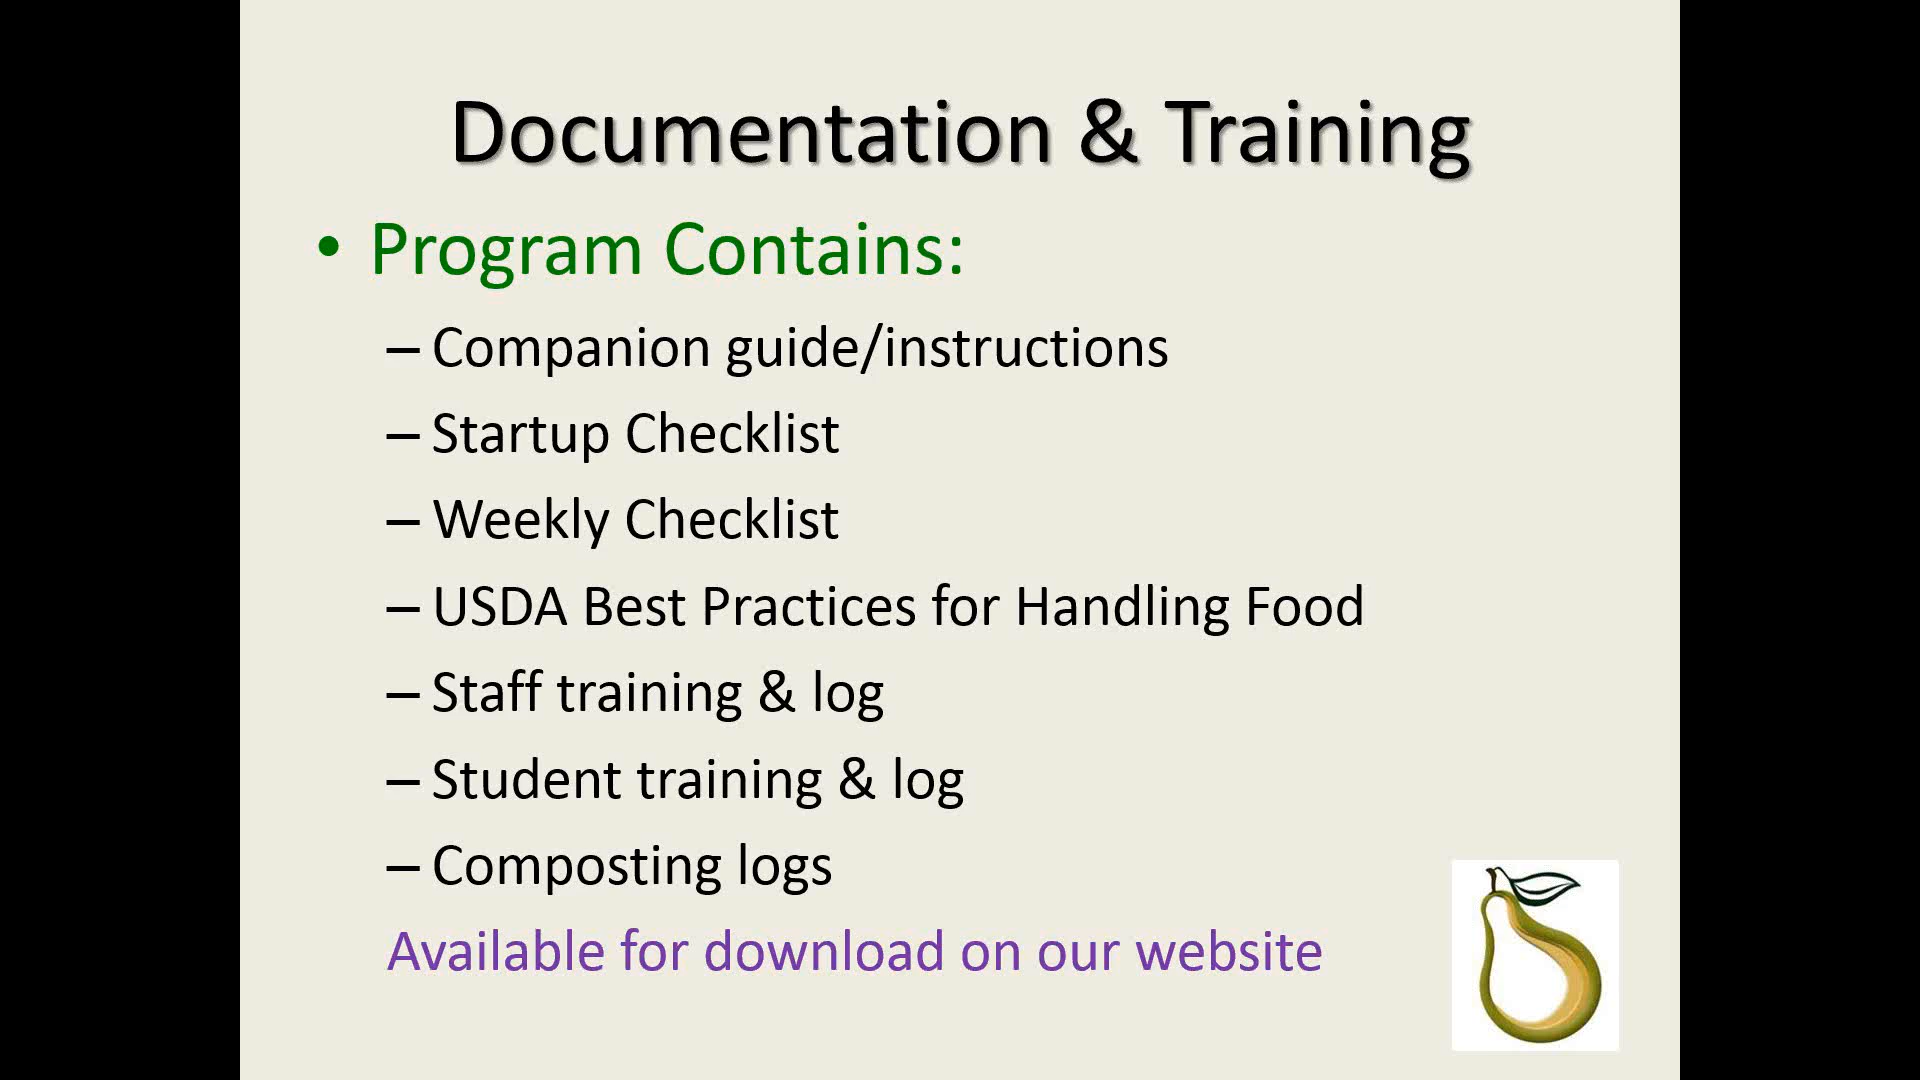 Documentation & Training
• Program Contains:
– Companion guide/instructions
– Startup Checklist
– Weekly Checklist
– USDA Best Practices for Handling Food
– Staff training & log
– Student training & log
– Composting logs
Available for download on our website